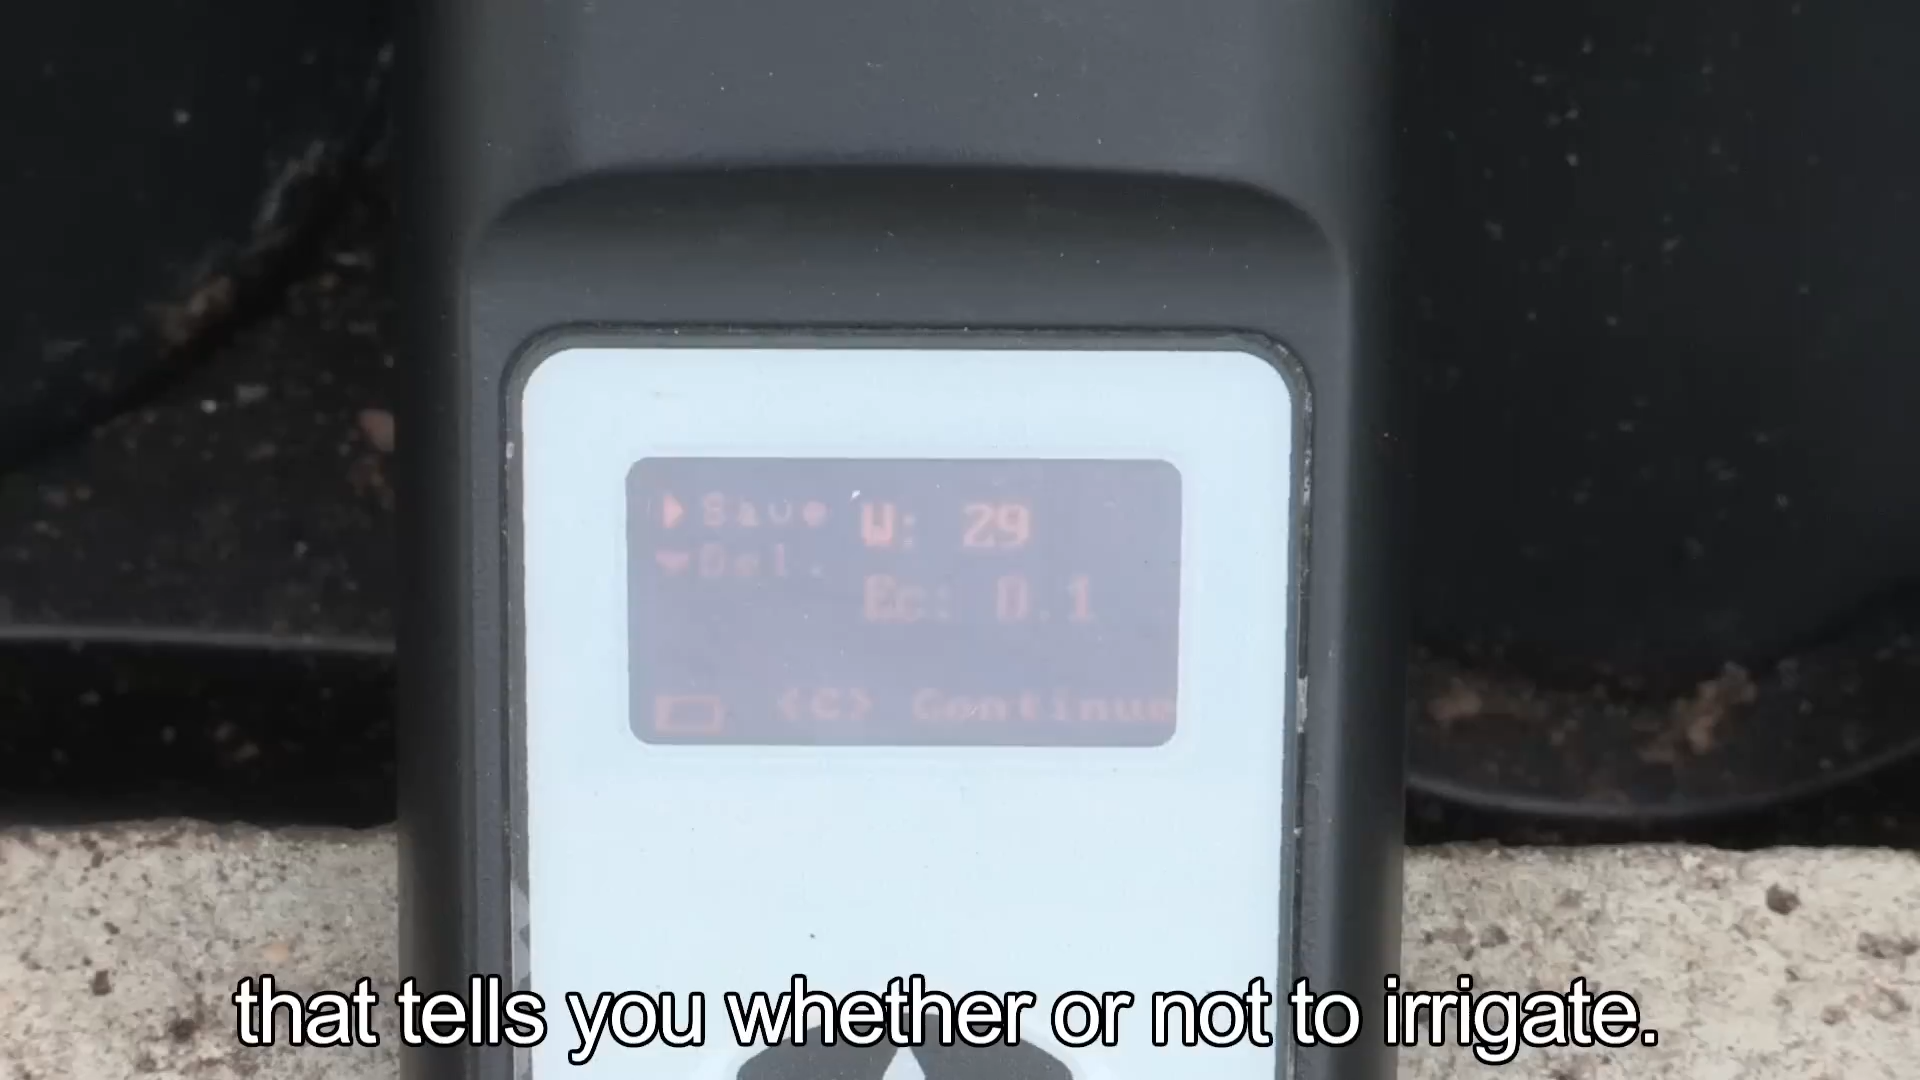 Save W: 29
Del. Ec: 0.1
<C> Continue
that tells you whether or not to irrigate.